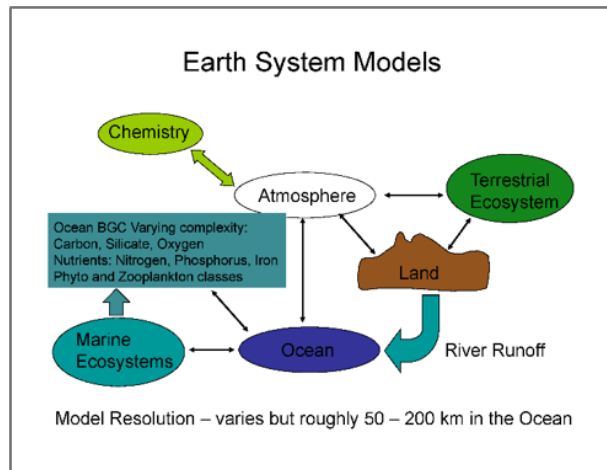 Earth System Models
Chemistry
Atmosphere
Terrestrial
Ecosystem
Ocean BGC Varying complexity:
Carbon, Silicate, Oxygen
Nutrients: Nitrogen, Phosphorus, Iron
Phyto and Zooplankton classes
Land
Marine
Ecosystems
Ocean
River Runoff
Model Resolution – varies but roughly 50 – 200 km in the Ocean